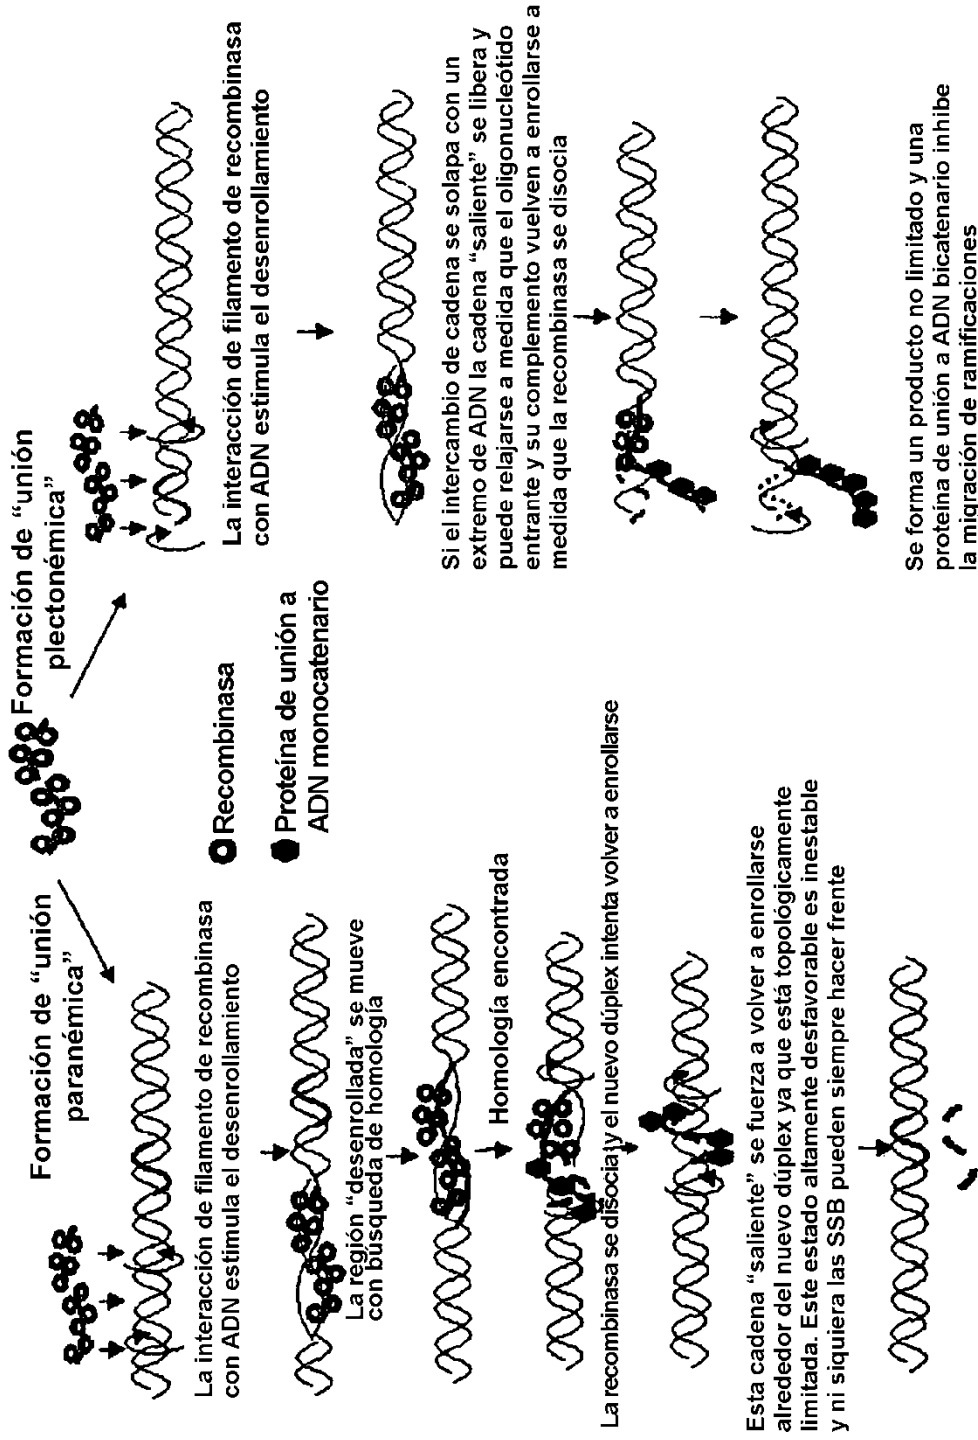 Formación de “unión
paranémica”
La interacción de filamento de recombinasa
con ADN estimula el desenrollamiento
La región “desenrollada” se mueve
con búsqueda de homología
Homología encontrada
La recombinasa se disocia y el nuevo dúplex intenta volver a enrollarse
Esta cadena “saliente” se fuerza a volver a enrollarse
alrededor del nuevo dúplex ya que está topológicamente
limitada. Este estado altamente desfavorable es inestable
y ni siquiera las SSB pueden siempre hacer frente
Recombinasa
Proteína de unión a
ADN monocatenario
Formación de “unión
plectonémica”
La interacción de filamento de recombinasa
con ADN estimula el desenrollamiento
Si el intercambio de cadena se solapa con un
extremo de ADN la cadena “saliente” se libera y
puede relajarse a medida que el oligonucleótido
entrante y su complemento vuelven a enrollarse a
medida que la recombinasa se disocia
Se forma un producto no limitado y una
proteína de unión a ADN bicatenario inhibe
la migración de ramificaciones